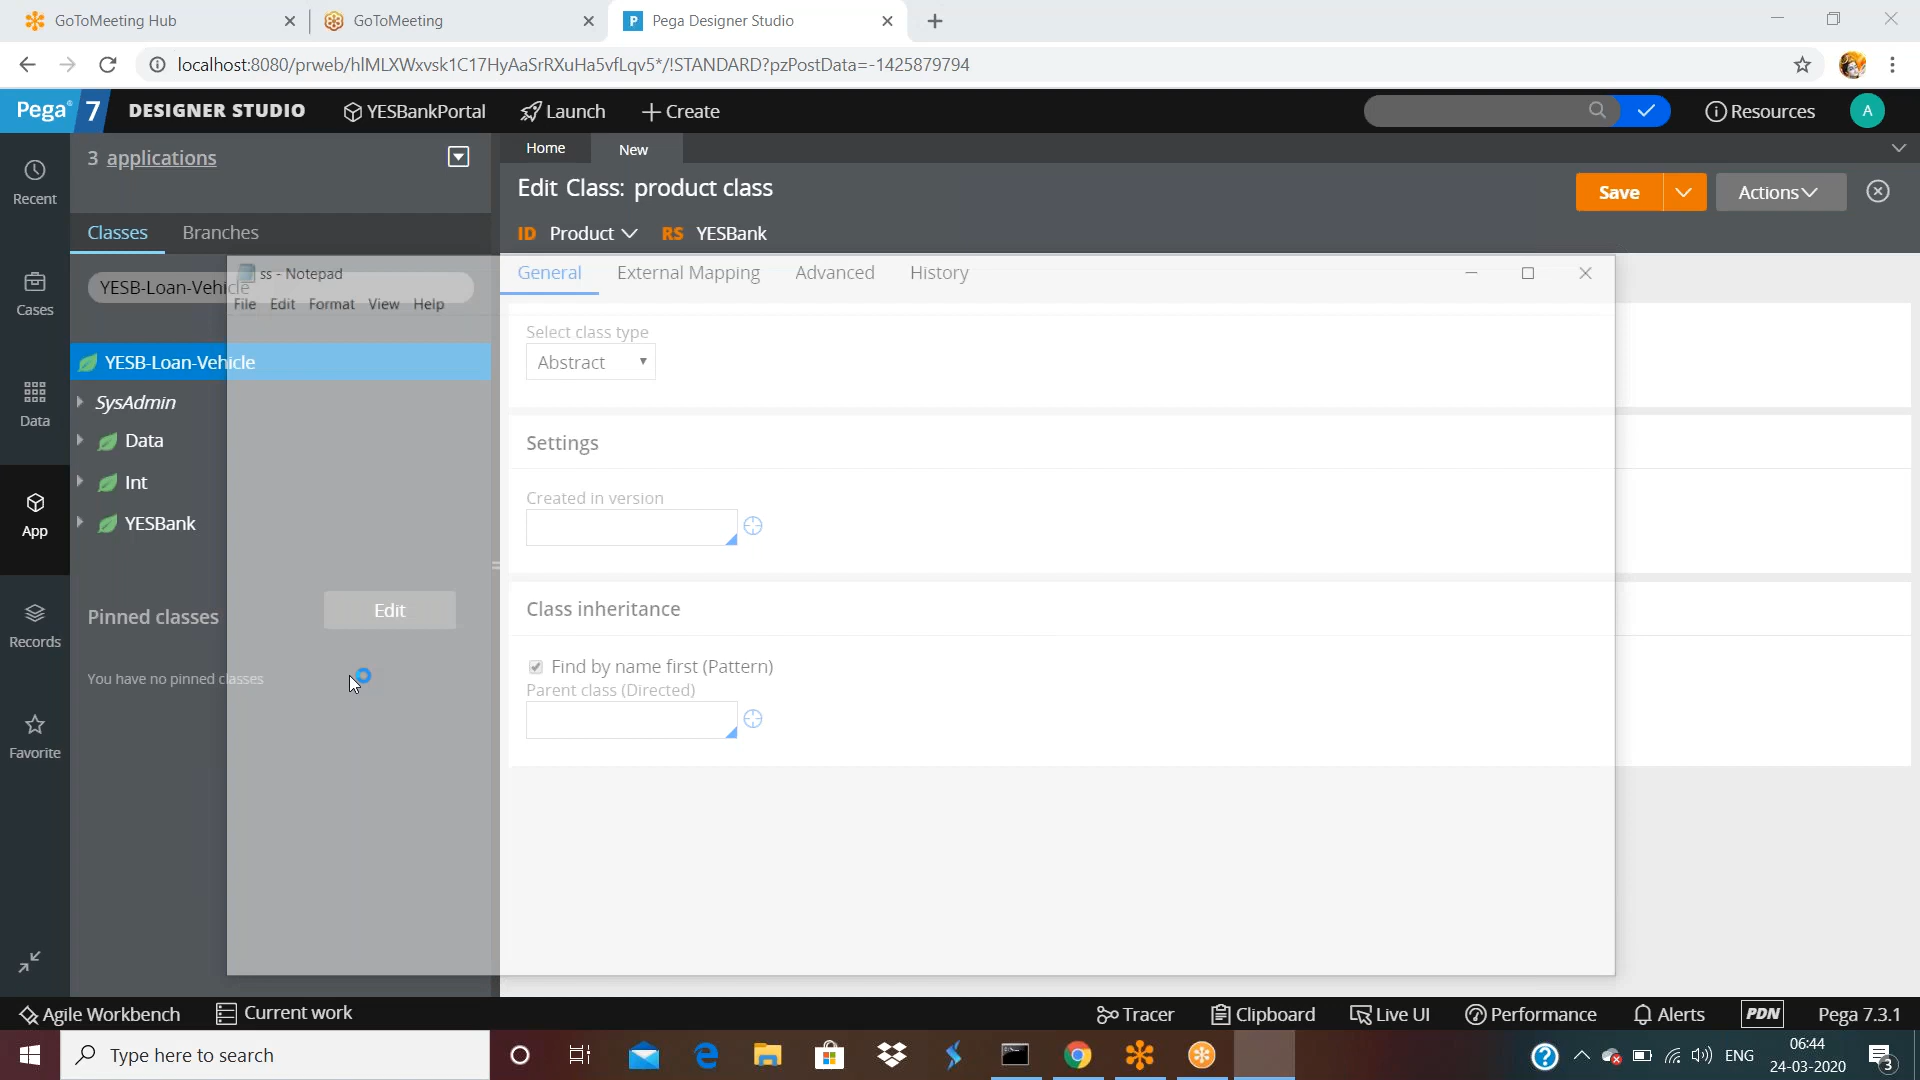 GoToMeeting Hub
GoToMeeting
Pega Designer Studio
localhost:8080/prweb/hlMLXWxvsk1C17HyAaSrRXuHa5vfLqv5*/!STANDARD?pzPostData=-1425879794
Pega 7 DESIGNER STUDIO YESBankPortal Launch Create Resources A
3 applications
Home New
Recent
Edit Class: product class
Save Actions
Classes Branches
ID Product RS YESBank
ss - Notepad
General External Mapping Advanced History
YESB-Loan-Vehicle
File Edit Format View Help
Cases
Select class type
YESB-Loan-Vehicle
Abstract
SysAdmin
Data
Data
Settings
Int
Created in version
App
YESBank
Edit
Class inheritance
Pinned classes
Records
Find by name first (Pattern)
You have no pinned classes
Parent class (Directed)
Favorite
Agile Workbench Current work Tracer Clipboard Live UI Performance Alerts PDN Pega 7.3.1
Type here to search
ENG
06:44
24-03-2020
3